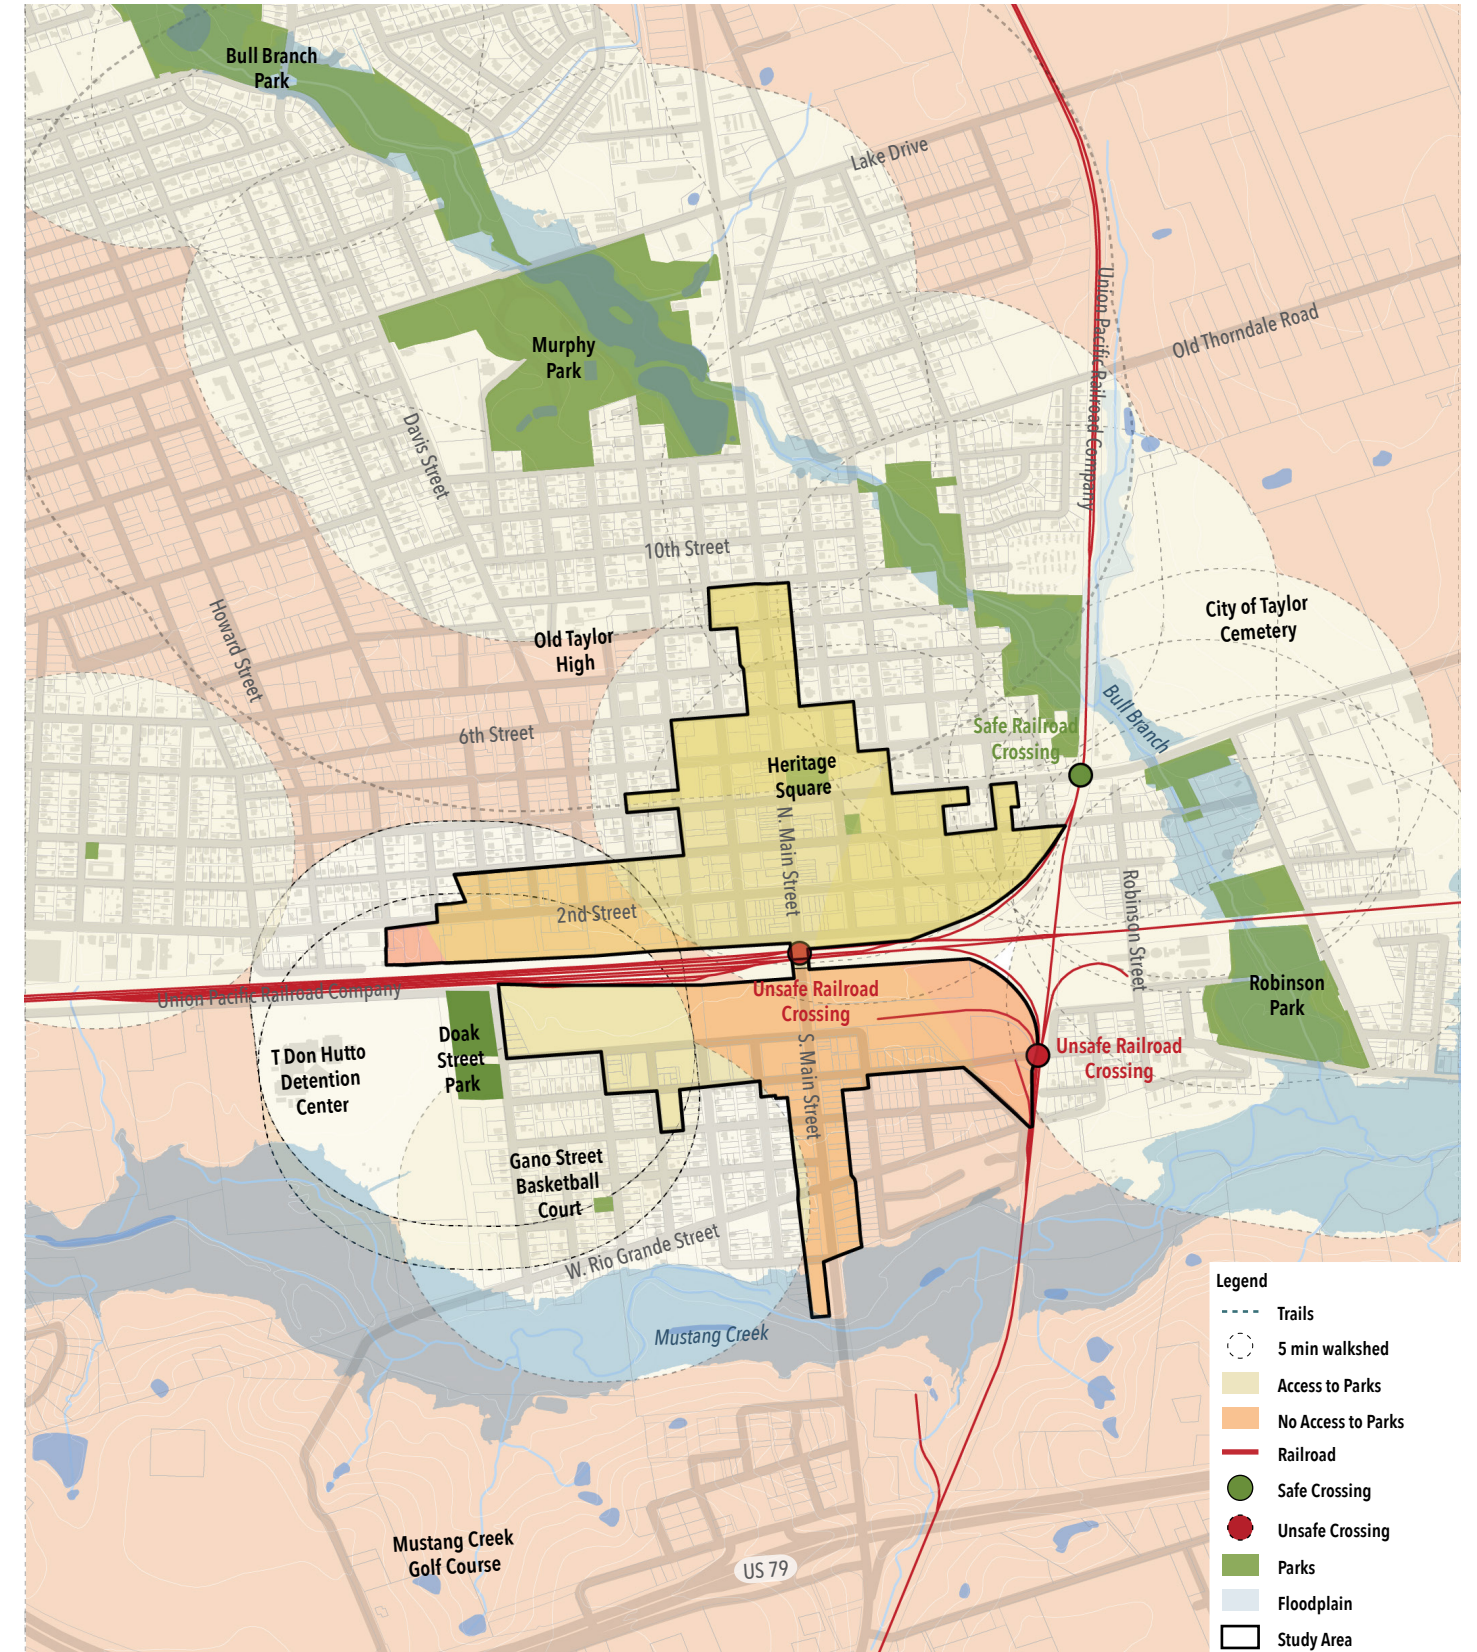 Bull Branch
Park
Lake Drive
Union Pacific Railroad Company
Old Thorndale Road
Murphy
Park
Davis Street
10th Street
Howard Street
Old Taylor
High
City of Taylor
Cemetery
6th Street
Bull Branch
Safe Railroad
Crossing
Heritage
Square
N. Main Street
2nd Street
Robinson Street
Union Pacific Railroad Company
Unsafe Railroad
Crossing
Robinson
Park
Doak
Street
Park
T Don Hutto
Detention
Center
S. Main Street
Unsafe Railroad
Crossing
Gano Street
Basketball
Court
W. Rio Grande Street
Mustang Creek
Mustang Creek
Golf Course
US 79
Legend
Trails
5 min walkshed
Access to Parks
No Access to Parks
Railroad
Safe Crossing
Unsafe Crossing
Parks
Floodplain
Study Area